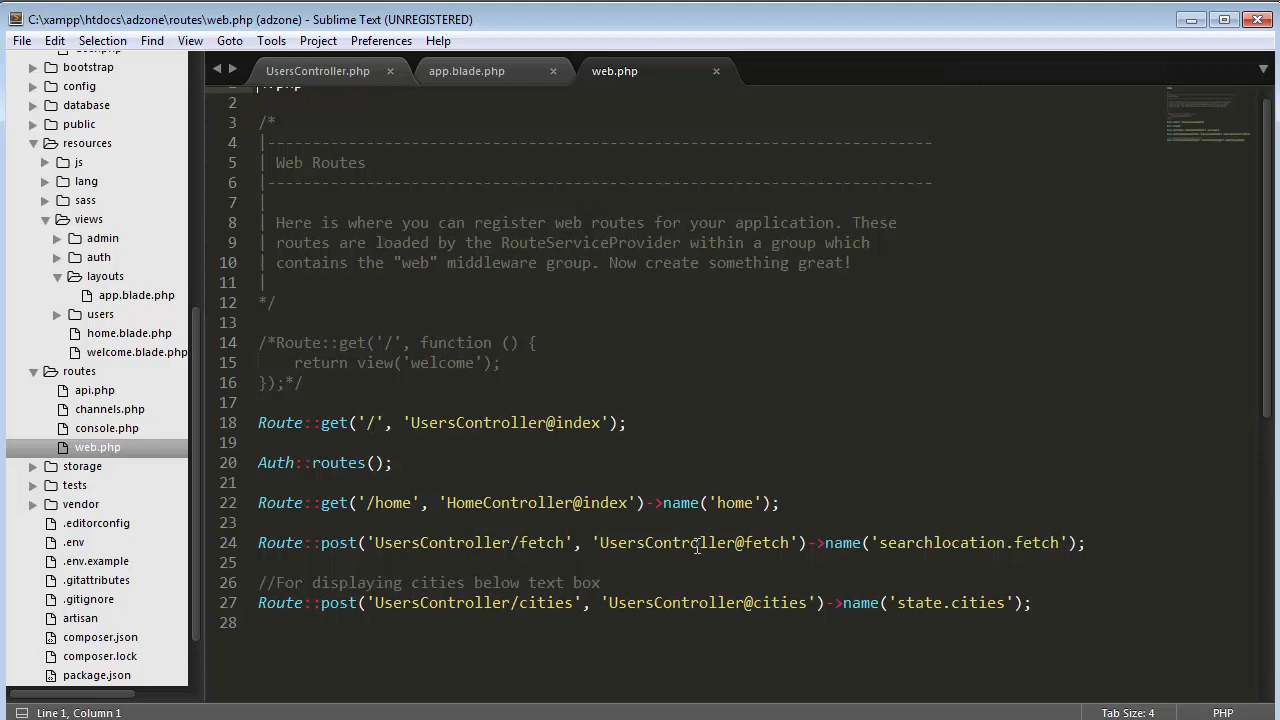 C:\xampp\htdocs\adzone\routes\web.php (adzone) - Sublime Text (UNREGISTERED)
File Edit Selection Find View Goto Tools Project Preferences Help
UsersController.php
app.blade.php
web.php
bootstrap
config
database
public
resources
js
lang
sass
views
admin
auth
layouts
app.blade.php
users
home.blade.php
welcome.blade.php
routes
api.php
channels.php
console.php
web.php
storage
tests
vendor
.editorconfig
.env
.env.example
.gitattributes
.gitignore
artisan
composer.json
composer.lock
package.json
2
3 /*
4 |--------------------------------------------------------------------------
5 | Web Routes
6 |--------------------------------------------------------------------------
7 |
8 | Here is where you can register web routes for your application. These
9 | routes are loaded by the RouteServiceProvider within a group which
10 | contains the "web" middleware group. Now create something great!
11 |
12 */
13
14 /*Route::get('/', function () {
15     return view('welcome');
16 });*/
17
18 Route::get('/', 'UsersController@index');
19
20 Auth::routes();
21
22 Route::get('/home', 'HomeController@index')->name('home');
23
24 Route::post('UsersController/fetch', 'UsersController@fetch')->name('searchlocation.fetch');
25
26 //For displaying cities below text box
27 Route::post('UsersController/cities', 'UsersController@cities')->name('state.cities');
28
Line 1, Column 1
Tab Size: 4
PHP